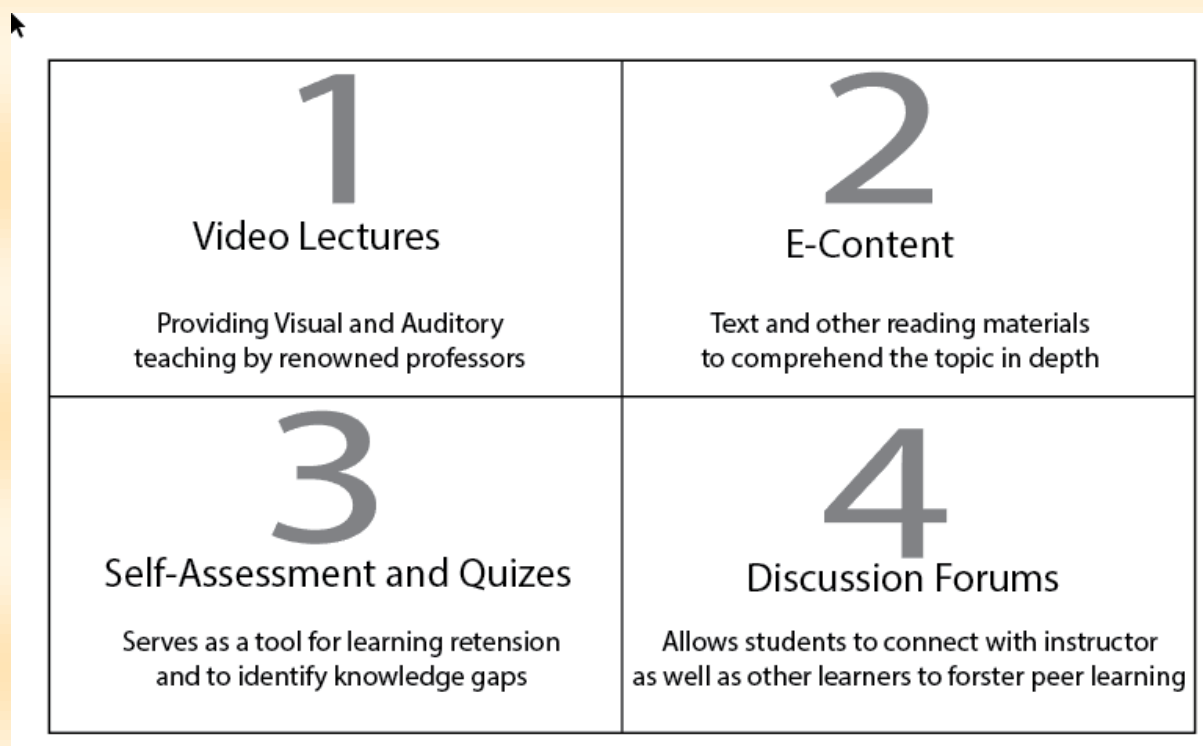 1
Video Lectures
Providing Visual and Auditory
teaching by renowned professors
2
E-Content
Text and other reading materials
to comprehend the topic in depth
3
Self-Assessment and Quizes
Serves as a tool for learning retension
and to identify knowledge gaps
4
Discussion Forums
Allows students to connect with instructor
as well as other learners to forster peer learning